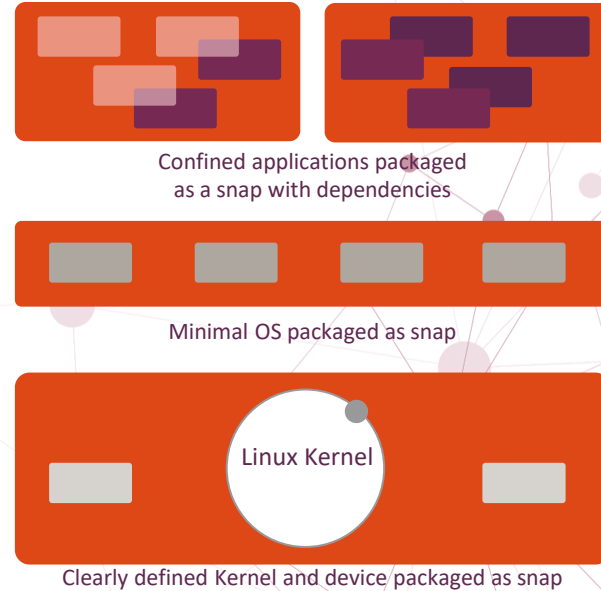 Confined applications packaged
as a snap with dependencies
Minimal OS packaged as snap
Linux Kernel
Clearly defined Kernel and device packaged as snap